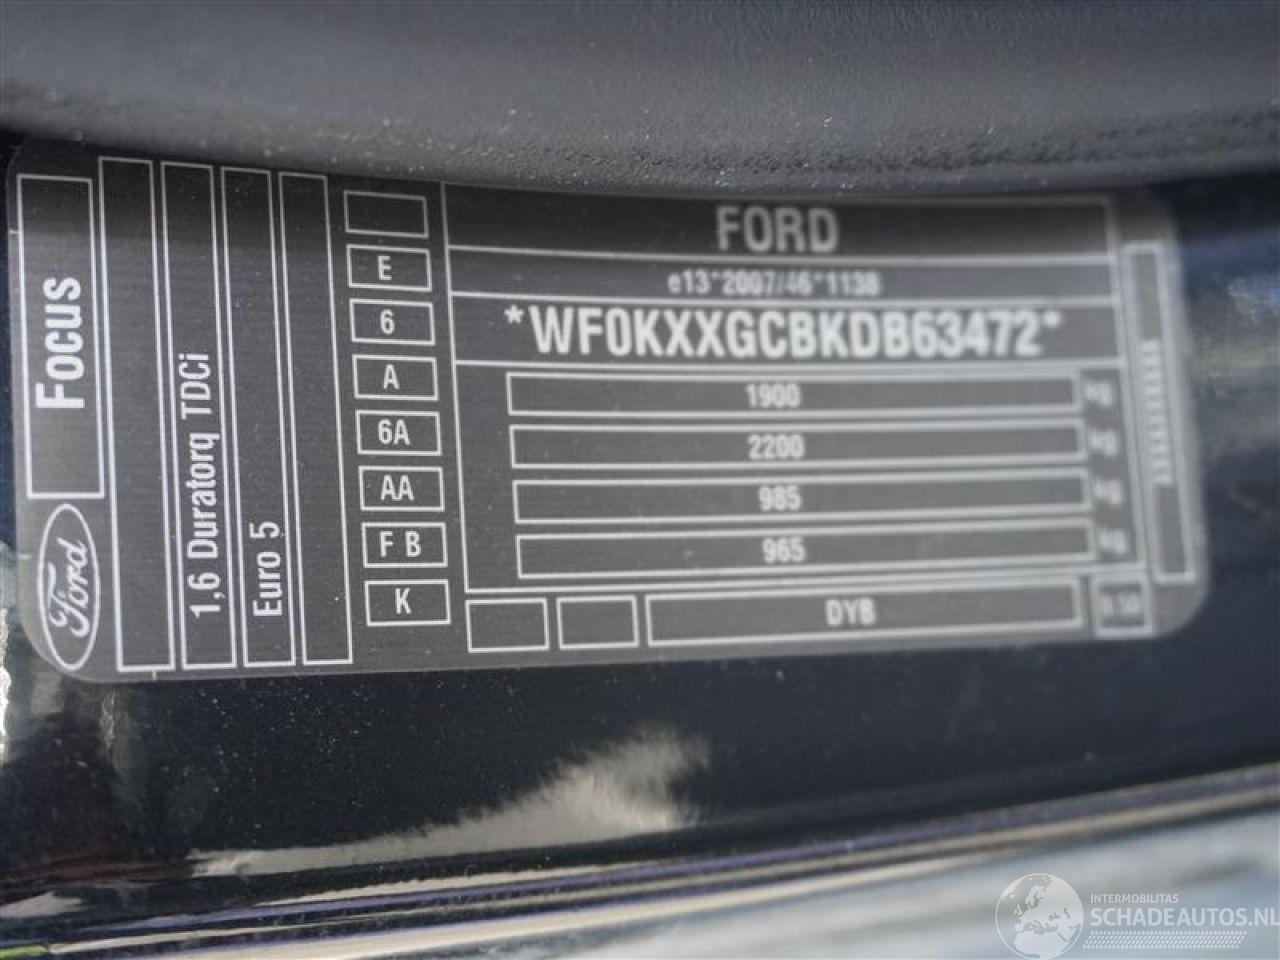 Ford
Focus
1,6 Duratorq TDCi
Euro 5
E
6
A
6A
AA
F B
K
FORD
e13*2007/46*1138
*WF0KXXGCBKDB63472*
1900 kg
2200 kg
985 kg
965 kg
DYB
INTERMOBILITAS
SCHADEAUTOS.NL